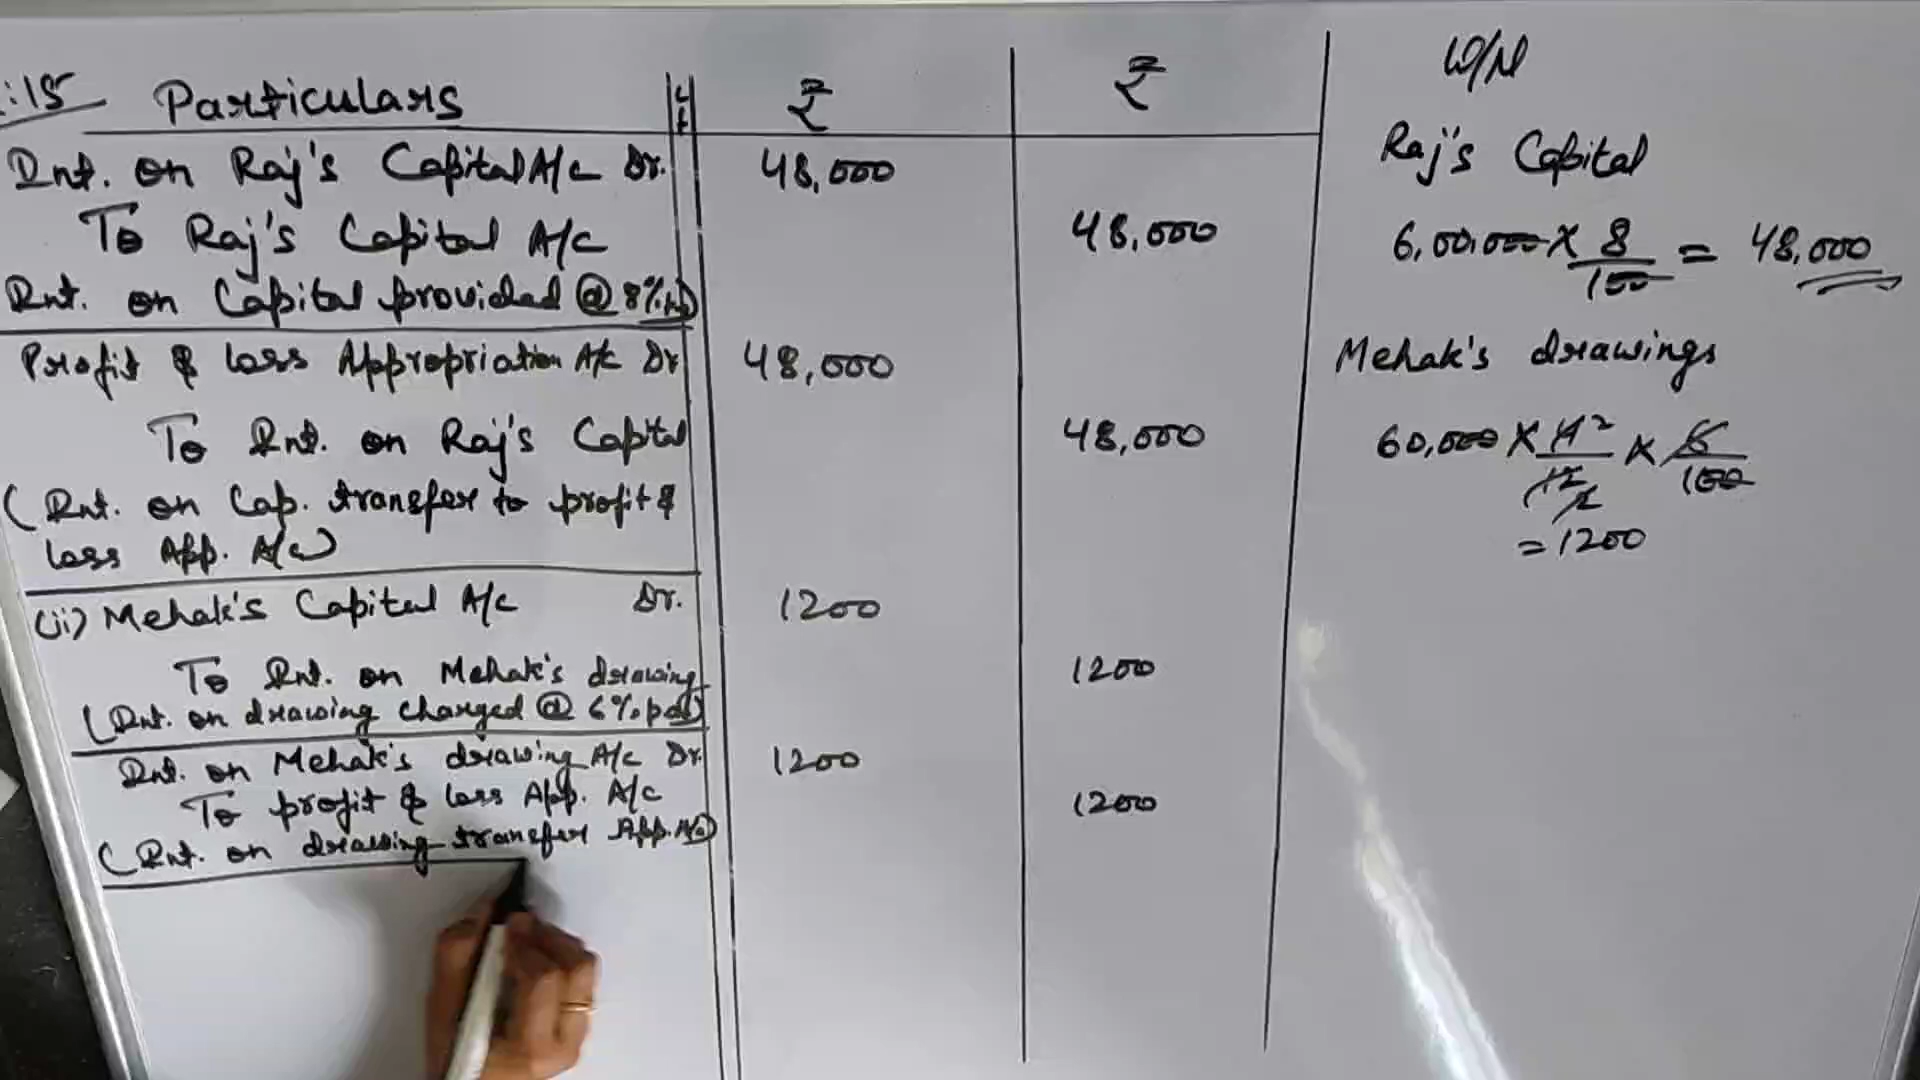 :15 Particulars L F ₹ ₹
Int. on Raj's Capital A/c Dr. 48,000
To Raj's Capital A/c 48,000
Int. on Capital provided @ 8%
Profit & loss Appropriation A/c Dr 48,000
To Int. on Raj's Capital 48,000
(Int. on Cap. transfer to profit &
loss App. A/c)
(ii) Mehak's Capital A/c Dr. 1200
To Int. on Mehak's drawing 1200
(Int. on drawing charged @ 6% p.a)
Int. on Mehak's drawing A/c Dr. 1200
To profit & loss App. A/c 1200
(Int. on drawing transfer App. A/c)
W/N
Raj's Capital
6,00,000 × 8/100 = 48,000
Mehak's drawings
60,000 × 4/12 × 6/100
= 1200